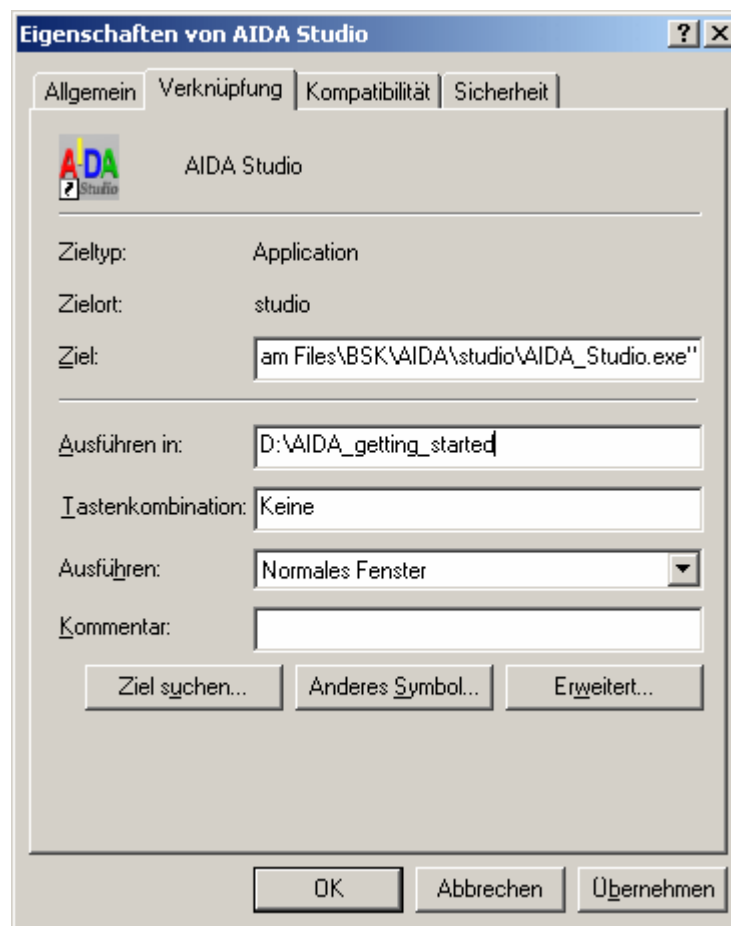 Eigenschaften von AIDA Studio
Allgemein Verknüpfung Kompatibilität Sicherheit
AIDA Studio
AIDA Studio
Zieltyp: Application
Zielort: studio
Ziel: am Files\BSK\AIDA\studio\AIDA_Studio.exe"
Ausführen in: D:\AIDA_getting_started
Tastenkombination: Keine
Ausführen: Normales Fenster
Kommentar:
Ziel suchen... Anderes Symbol... Erweitert...
OK Abbrechen Übernehmen